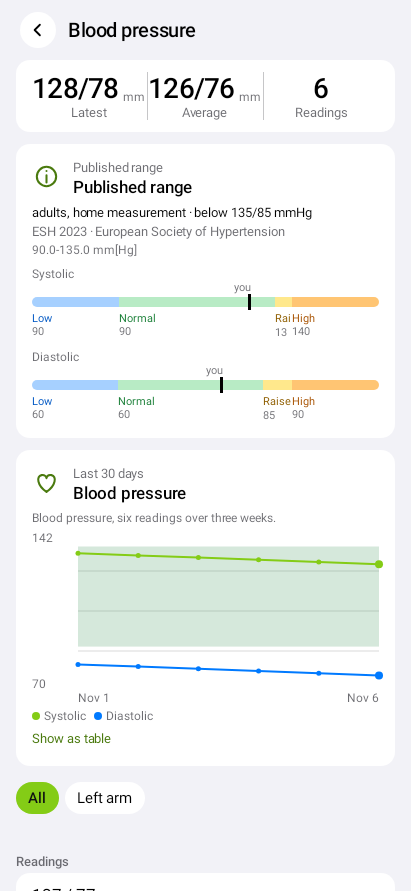 Blood pressure
128/78 mm 126/76 mm 6
Latest Average Readings
Published range
Published range
adults, home measurement · below 135/85 mmHg
ESH 2023 · European Society of Hypertension
90.0-135.0 mm[Hg]
Systolic
you
Low Normal Rai High
90 90 13 140
Diastolic
you
Low Normal Raise High
60 60 85 90
Last 30 days
Blood pressure
Blood pressure, six readings over three weeks.
142
70
Nov 1 Nov 6
Systolic Diastolic
Show as table
All Left arm
Readings